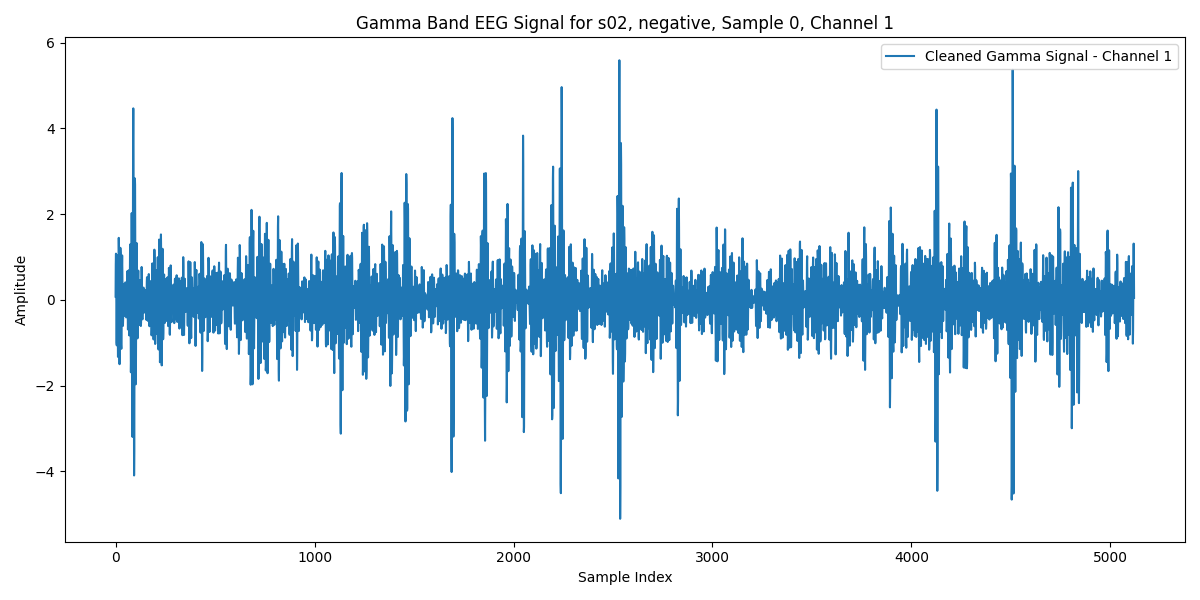 Gamma Band EEG Signal for s02, negative, Sample 0, Channel 1
Cleaned Gamma Signal - Channel 1
Amplitude
6
4
2
0
−2
−4
0 1000 2000 3000 4000 5000
Sample Index